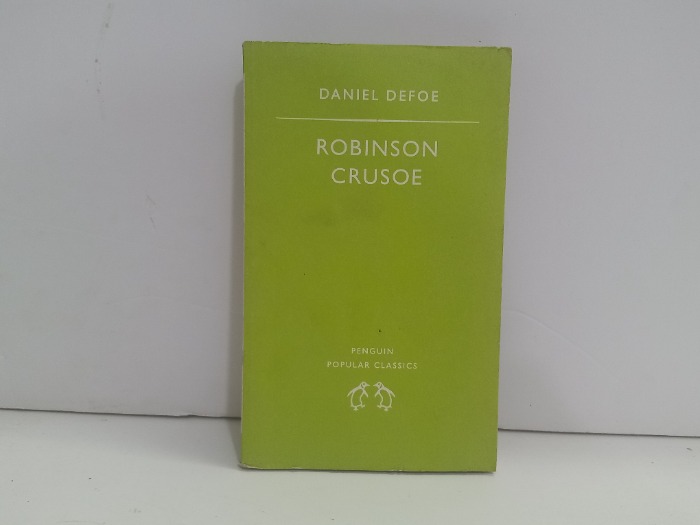 DANIEL DEFOE
ROBINSON
CRUSOE
PENGUIN
POPULAR CLASSICS